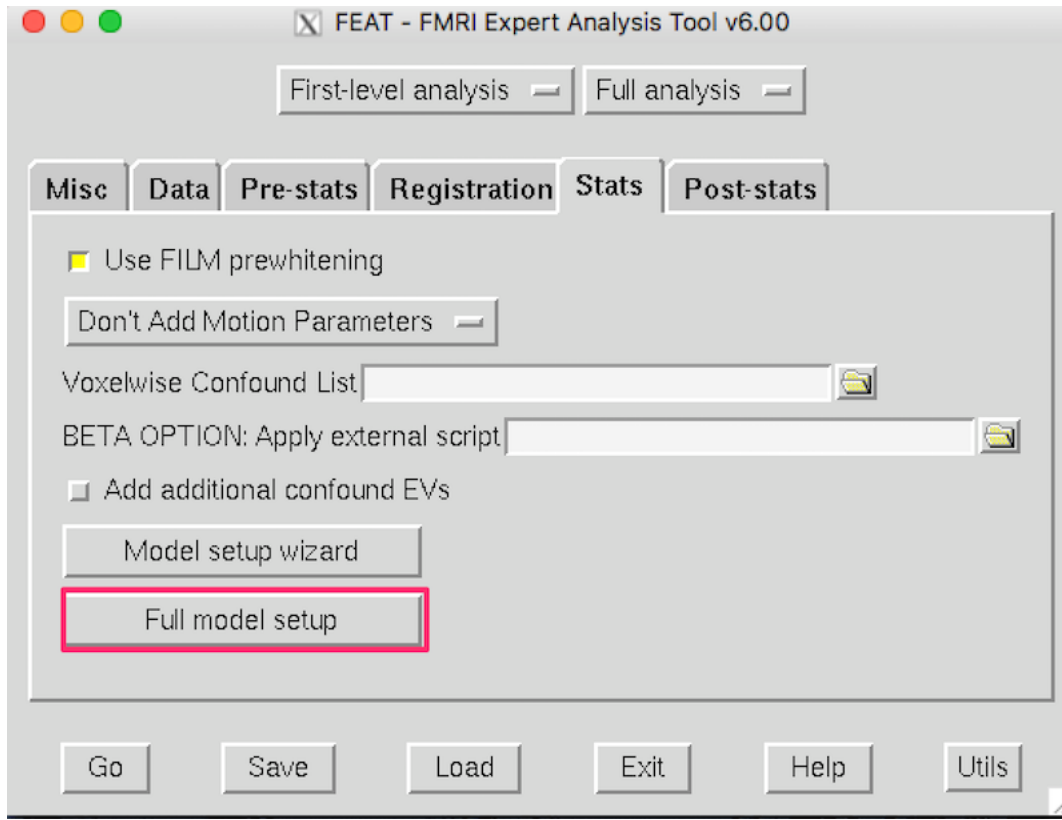 FEAT - FMRI Expert Analysis Tool v6.00
First-level analysis Full analysis
Misc Data Pre-stats Registration Stats Post-stats
Use FILM prewhitening
Don't Add Motion Parameters
Voxelwise Confound List
BETA OPTION: Apply external script
Add additional confound EVs
Model setup wizard
Full model setup
Go Save Load Exit Help Utils